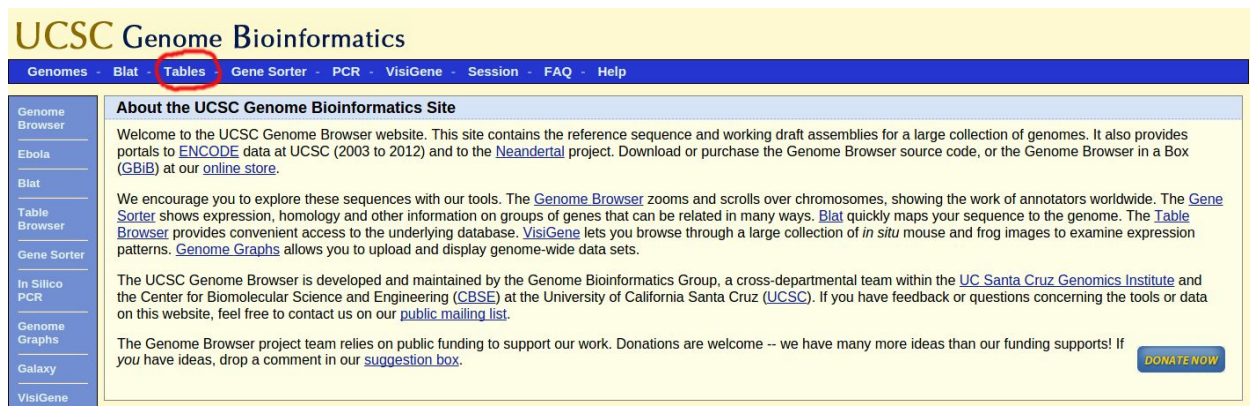 UCSC Genome Bioinformatics
Genomes - Blat - Tables - Gene Sorter - PCR - VisiGene - Session - FAQ - Help
Genome
Browser
Ebola
Blat
Table
Browser
Gene Sorter
In Silico
PCR
Genome
Graphs
Galaxy
VisiGene
About the UCSC Genome Bioinformatics Site
Welcome to the UCSC Genome Browser website. This site contains the reference sequence and working draft assemblies for a large collection of genomes. It also provides
portals to ENCODE data at UCSC (2003 to 2012) and to the Neandertal project. Download or purchase the Genome Browser source code, or the Genome Browser in a Box
(GBiB) at our online store.
We encourage you to explore these sequences with our tools. The Genome Browser zooms and scrolls over chromosomes, showing the work of annotators worldwide. The Gene
Sorter shows expression, homology and other information on groups of genes that can be related in many ways. Blat quickly maps your sequence to the genome. The Table
Browser provides convenient access to the underlying database. VisiGene lets you browse through a large collection of in situ mouse and frog images to examine expression
patterns. Genome Graphs allows you to upload and display genome-wide data sets.
The UCSC Genome Browser is developed and maintained by the Genome Bioinformatics Group, a cross-departmental team within the UC Santa Cruz Genomics Institute and
the Center for Biomolecular Science and Engineering (CBSE) at the University of California Santa Cruz (UCSC). If you have feedback or questions concerning the tools or data
on this website, feel free to contact us on our public mailing list.
The Genome Browser project team relies on public funding to support our work. Donations are welcome -- we have many more ideas than our funding supports! If
you have ideas, drop a comment in our suggestion box.
DONATE NOW